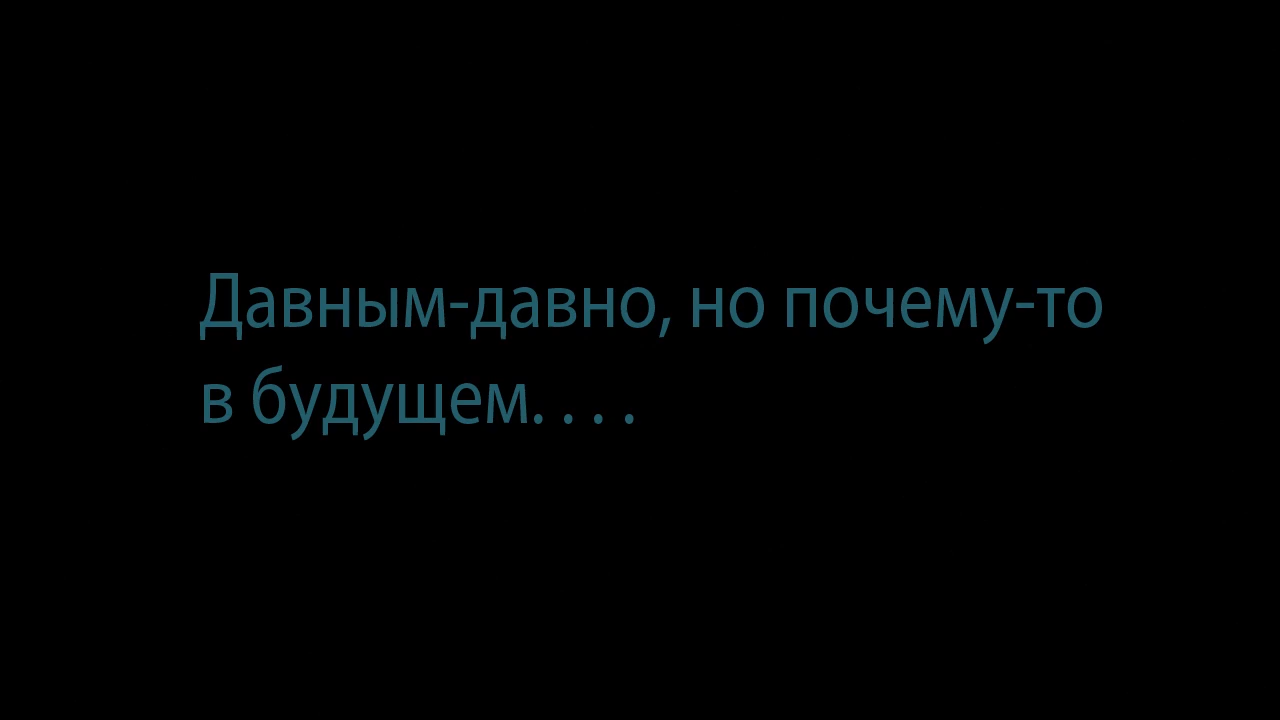 Давным-давно, но почему-то
в будущем. . . .